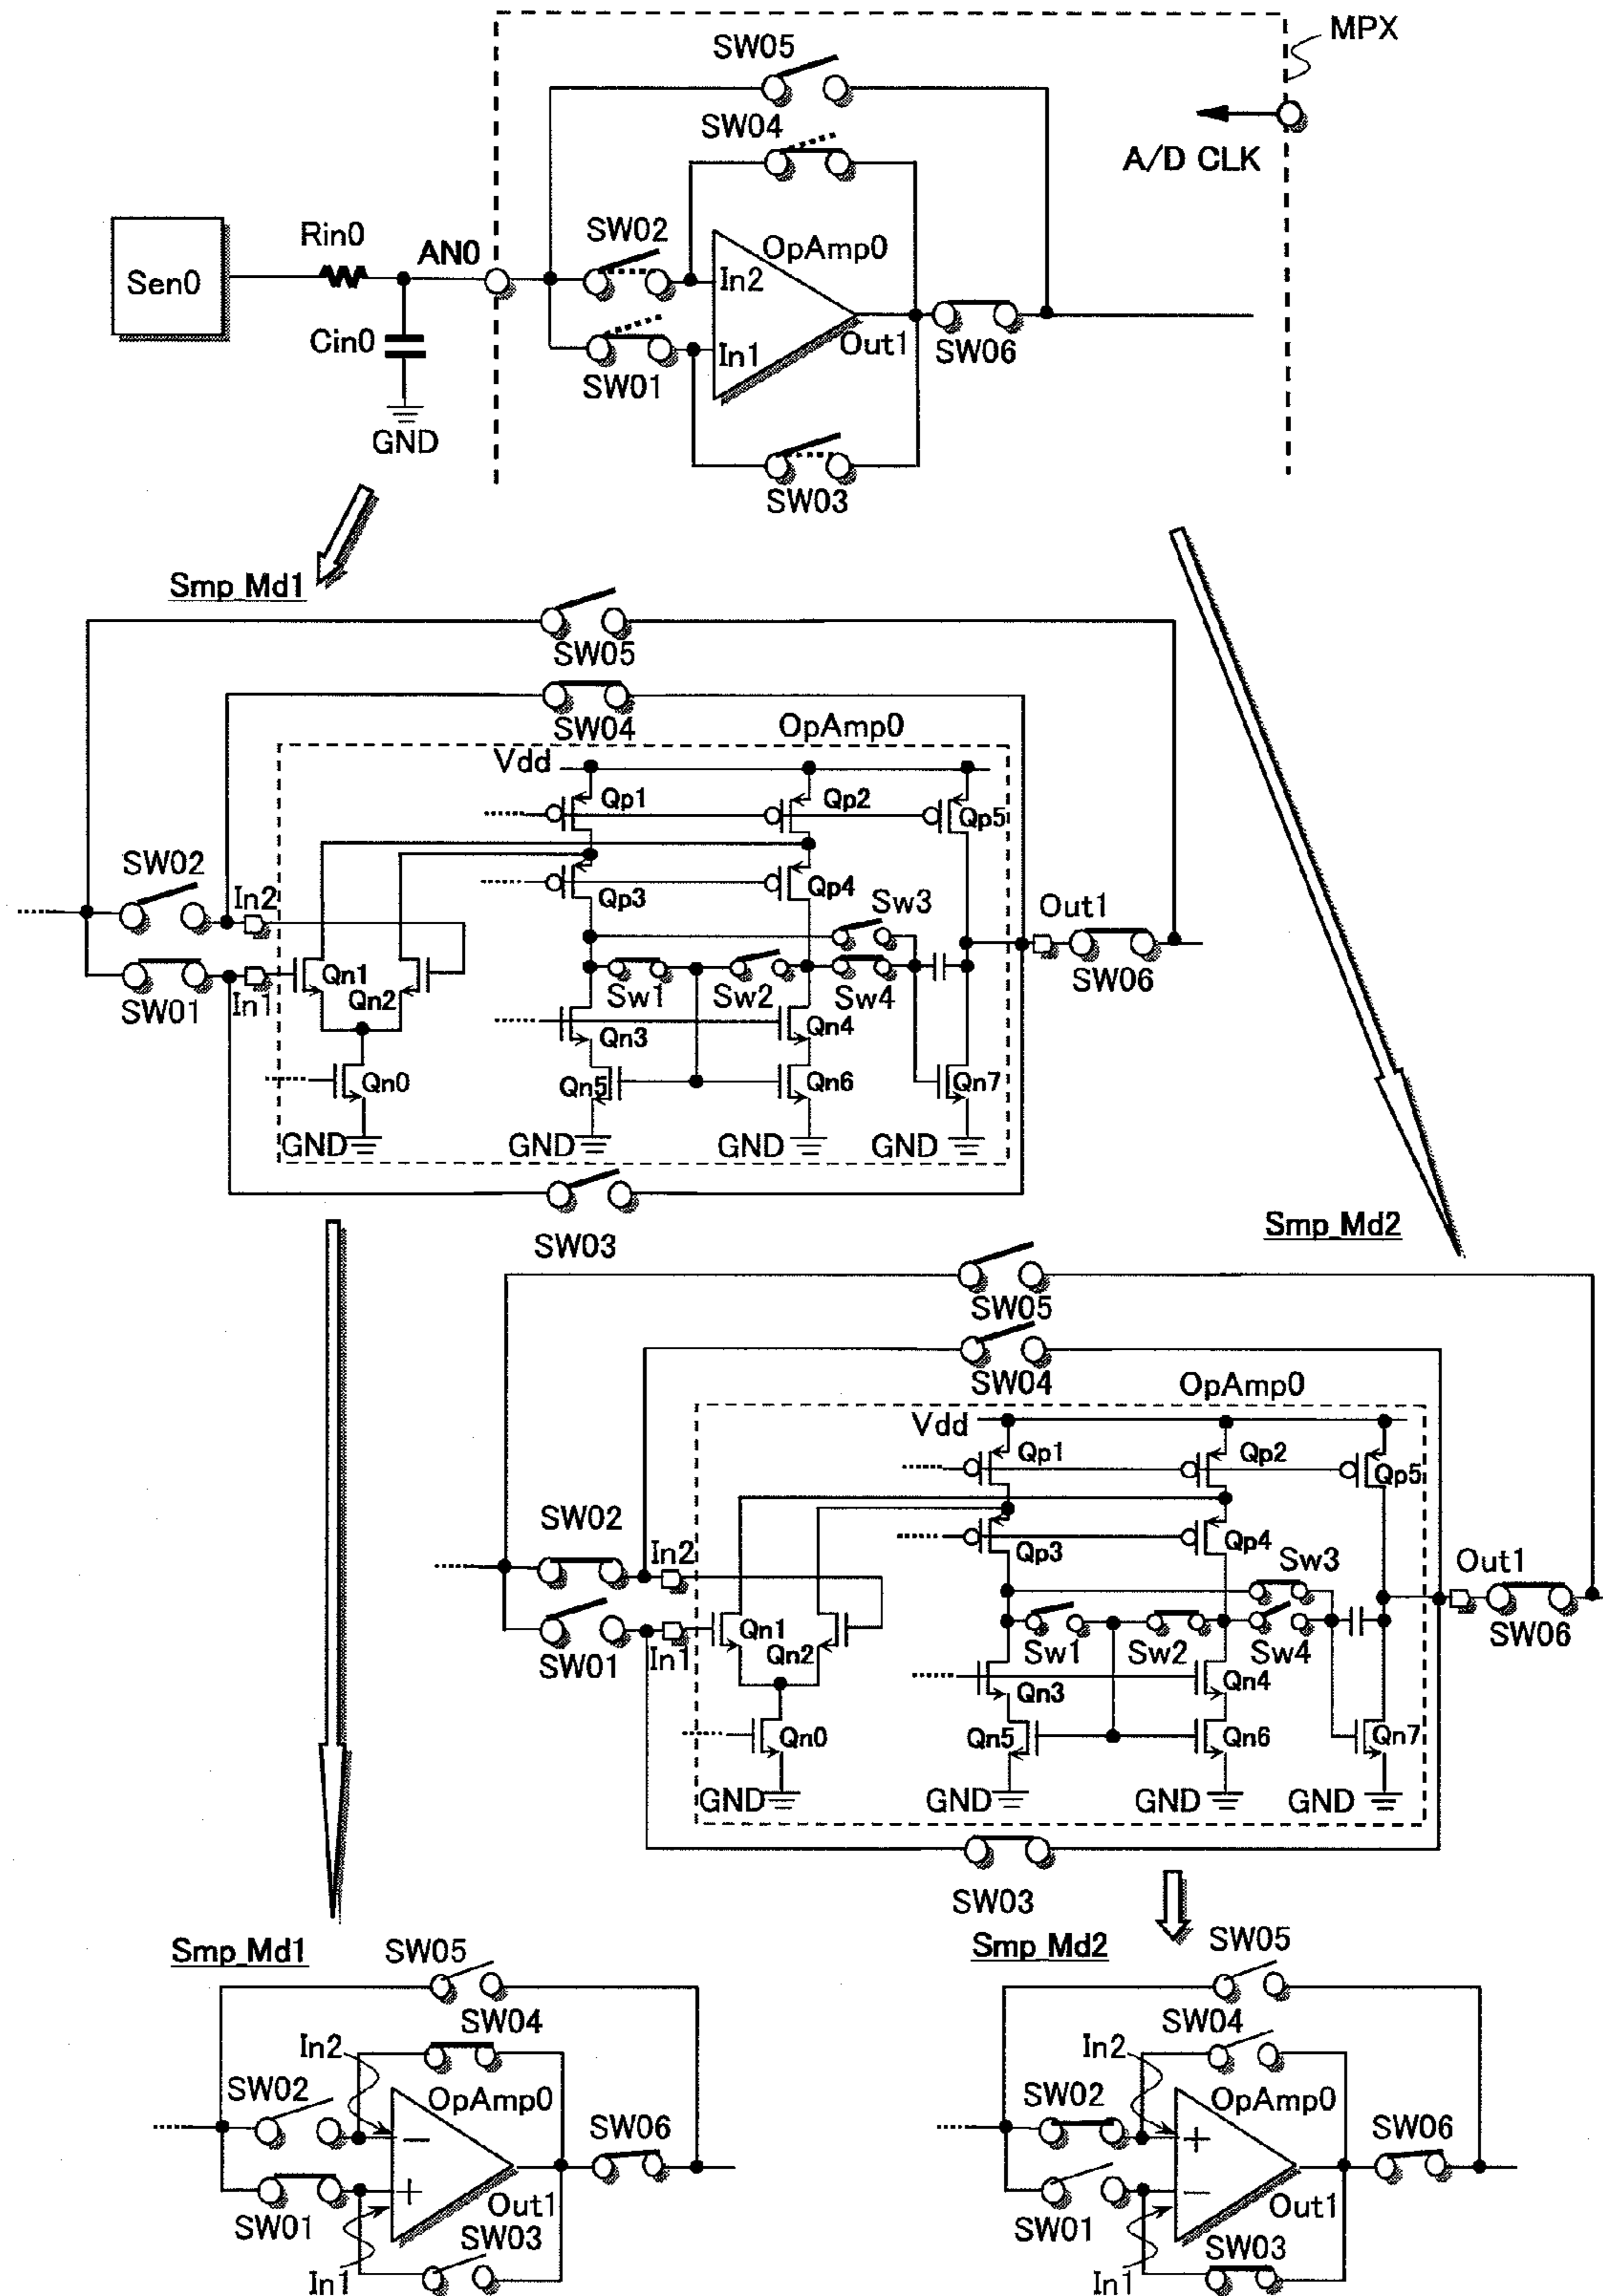 MPX
SW05
SW04
A/D CLK
Sen0
Rin0
AN0
SW02
OpAmp0
In2
Cin0
In1
SW01
Out1
SW06
GND
SW03
Smp_Md1
SW05
SW04
OpAmp0
Vdd
Qp1
Qp2
Qp5
SW02
In2
Qp3
Qp4
Sw3
Out1
SW01
In1
Qn1
Qn2
Sw1
Sw2
Sw4
SW06
Qn3
Qn4
Qn0
Qn5
Qn6
Qn7
GND
GND
GND
GND
SW03
Smp_Md2
SW05
SW04
OpAmp0
Vdd
Qp1
Qp2
Qp5
SW02
In2
Qp3
Qp4
Sw3
Out1
SW01
In1
Qn1
Qn2
Sw1
Sw2
Sw4
SW06
Qn3
Qn4
Qn0
Qn5
Qn6
Qn7
GND
GND
GND
GND
SW03
Smp_Md1
SW05
SW04
In2
SW02
OpAmp0
−
SW06
+
SW01
Out1
SW03
In1
Smp_Md2
SW05
SW04
In2
SW02
OpAmp0
+
SW06
−
SW01
Out1
SW03
In1